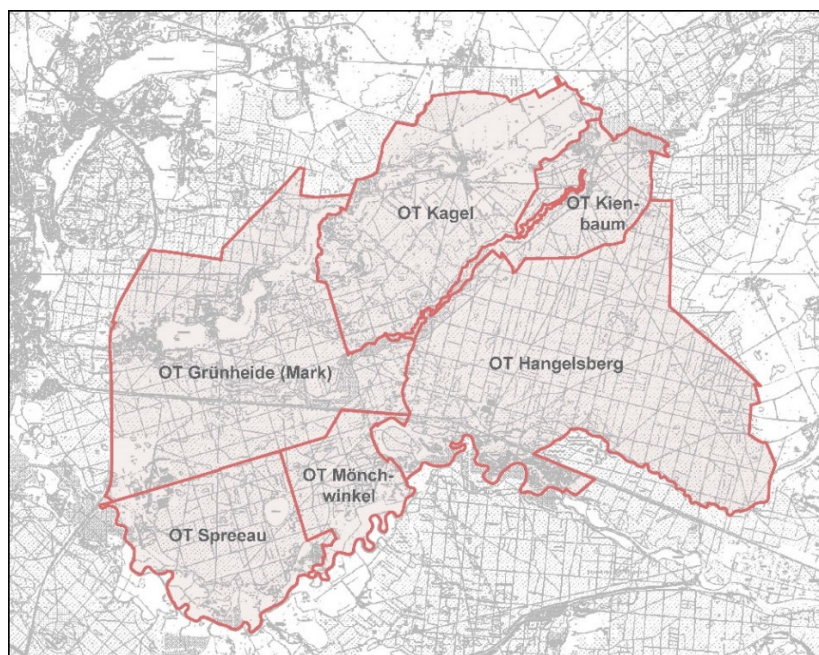 OT Kagel
OT Kien-
baum
OT Grünheide (Mark)
OT Hangelsberg
OT Mönch-
winkel
OT Spreeau